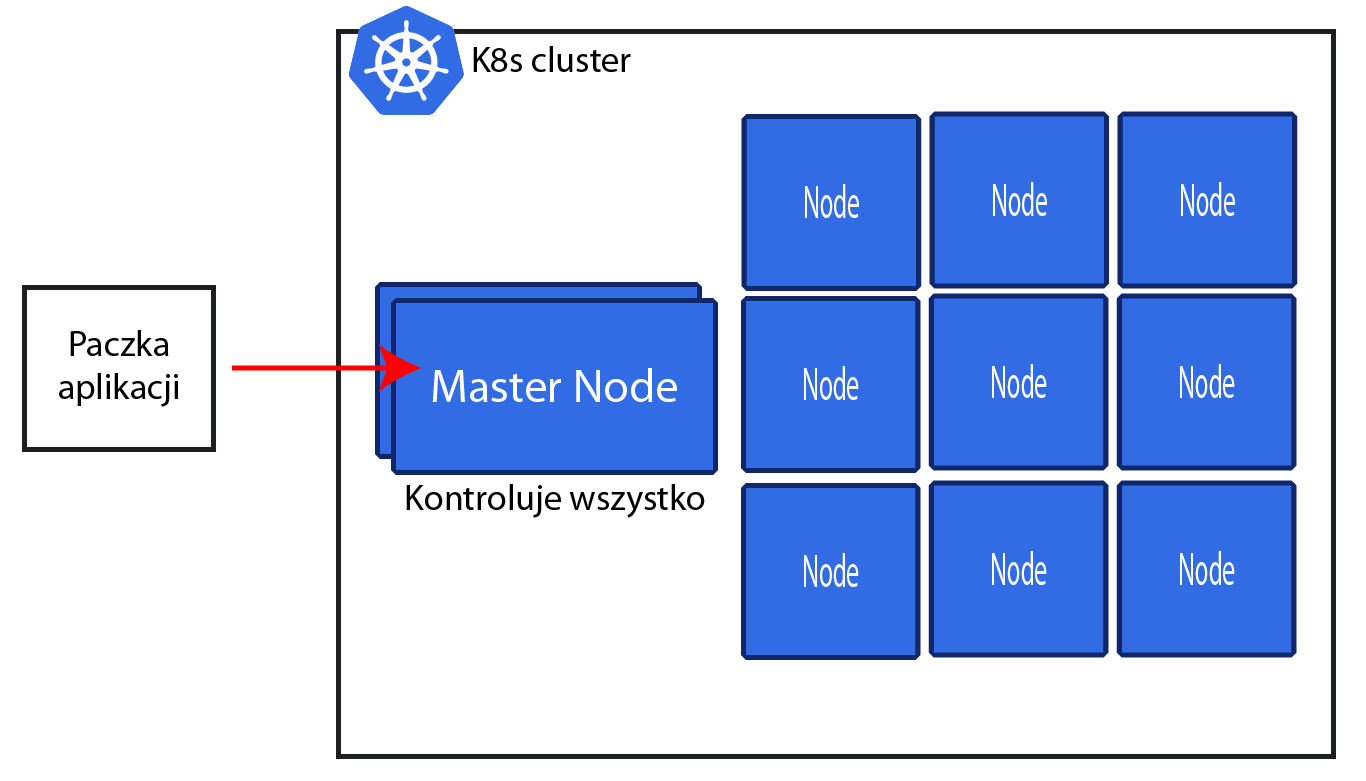 K8s cluster
Paczka
aplikacji
Master Node
Kontroluje wszystko
Node
Node
Node
Node
Node
Node
Node
Node
Node